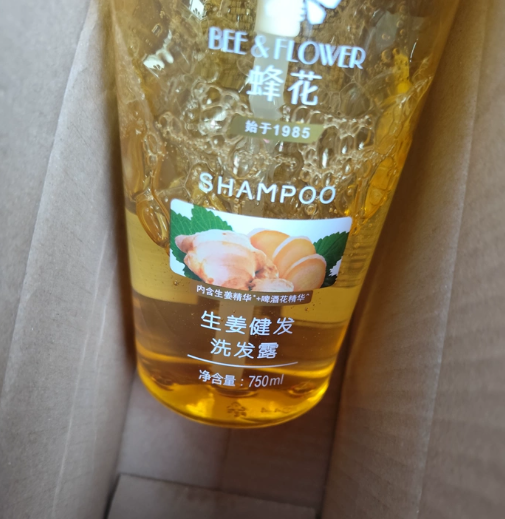 BEE & FLOWER
蜂花
始于1985
SHAMPOO
内含生姜精华*+啤酒花精华*
生姜健发
洗发露
净含量：750ml